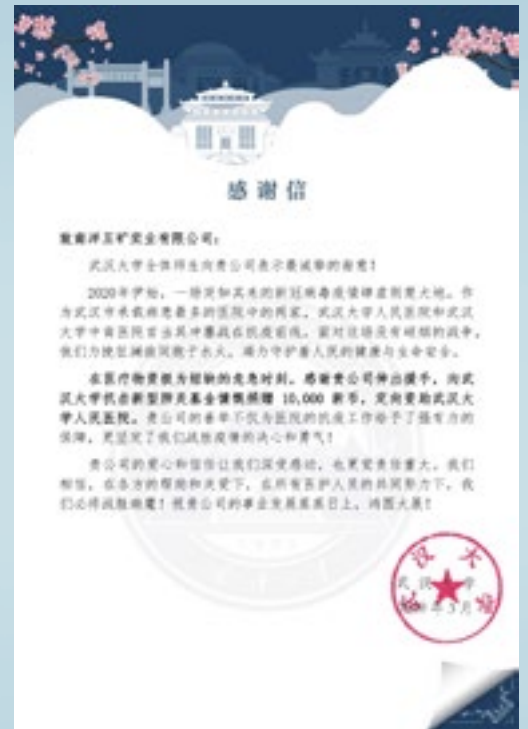 感谢信
致南洋五矿实业有限公司:
武汉大学全体师生向贵公司表示最诚挚的谢意!
2020年伊始,一场突如其来的新冠病毒疫情肆虐荆楚大地。作
为武汉市承载病患最多的医院中的两家,武汉大学人民医院和武汉
大学中南医院首当其冲鏖战在抗疫前线。面对这场没有硝烟的战争,
他们力挽狂澜救同胞于水火,竭力守护着人民的健康与生命安全。
在医疗物资极为短缺的危急时刻,感谢贵公司伸出援手,向武
汉大学抗击新型肺炎基金慷慨捐赠 10,000 新币,定向资助武汉大
学人民医院。贵公司的善举不仅为医院的抗疫工作给予了强有力的
保障,更坚定了我们战胜疫情的决心和勇气!
贵公司的爱心和信任让我们深受感动,也更觉责任重大。我们
相信,在各方的帮助和关爱下,在所有医护人员的共同努力下,我
们必将战胜病魔!祝贵公司的事业发展蒸蒸日上,鸿图大展!
武汉大学
年3月